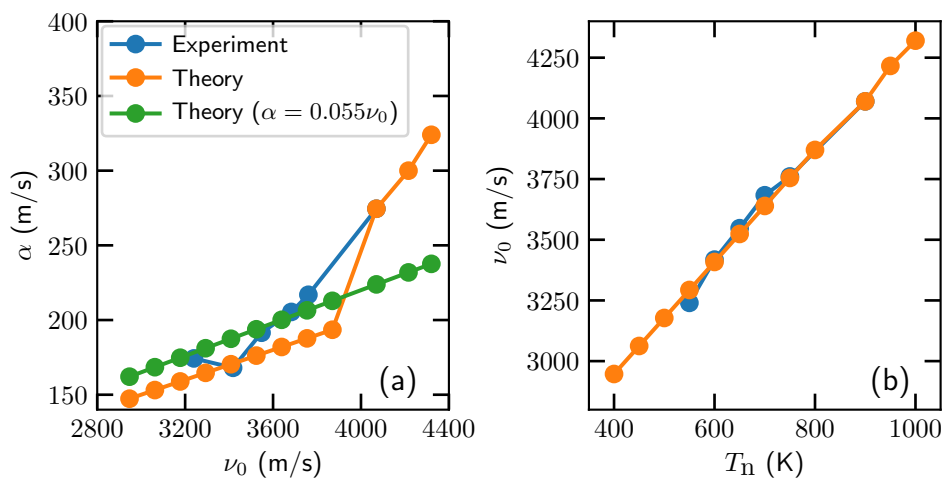 400
350
300
250
200
150
α (m/s)
Experiment
Theory
Theory (α = 0.055ν₀)
(a)
2800 3200 3600 4000 4400
ν₀ (m/s)
4250
4000
3750
3500
3250
3000
ν₀ (m/s)
(b)
400 600 800 1000
Tₙ (K)